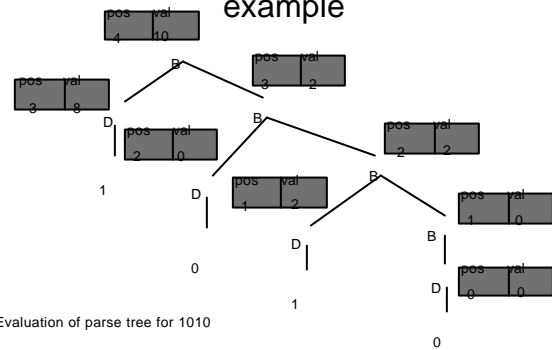 example
pos val
4 10
B
pos val
3 2
pos val
3 8
D
B
pos val
2 0
pos val
2 2
1
D
pos val
1 2
B
pos val
1 0
D
B
0
pos val
0 0
D
1
Evaluation of parse tree for 1010
0